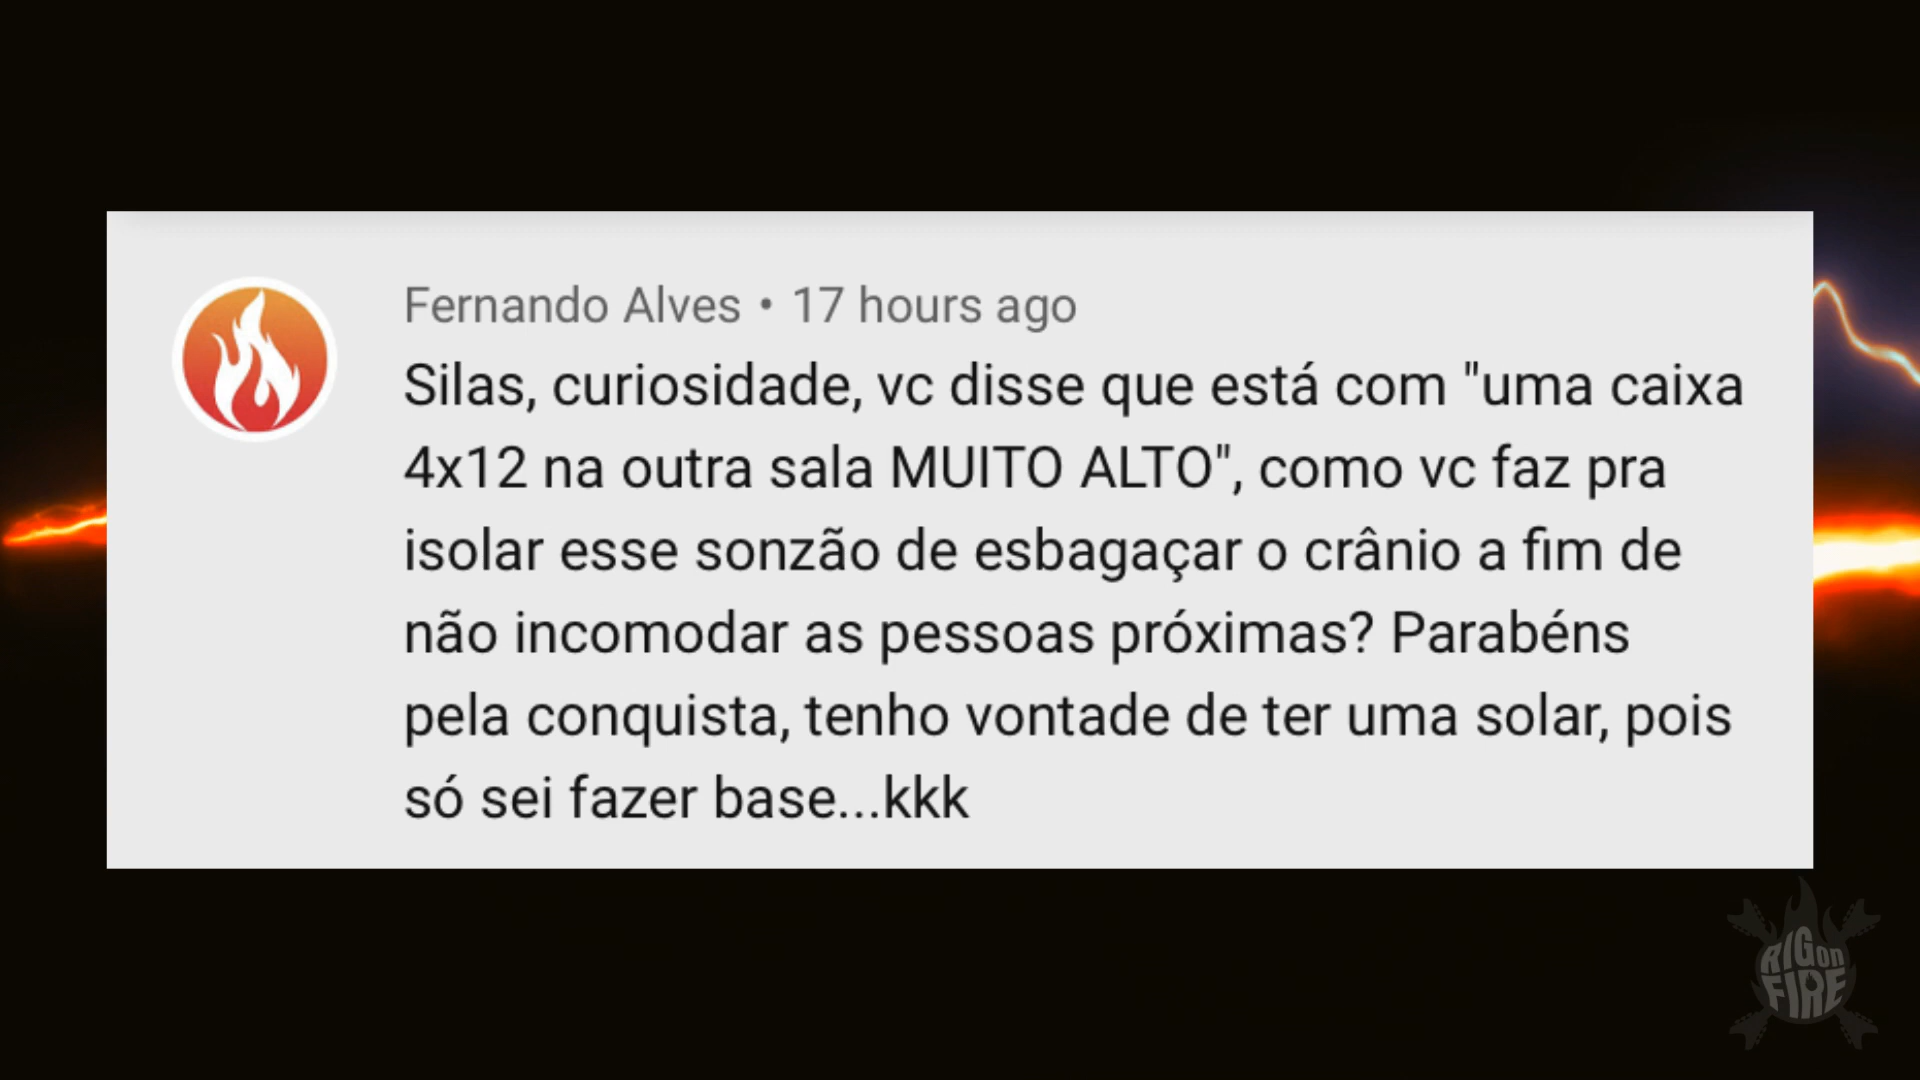 Fernando Alves • 17 hours ago
Silas, curiosidade, vc disse que está com "uma caixa
4x12 na outra sala MUITO ALTO", como vc faz pra
isolar esse sonzão de esbagaçar o crânio a fim de
não incomodar as pessoas próximas? Parabéns
pela conquista, tenho vontade de ter uma solar, pois
só sei fazer base...kkk
RIG on
FIRE